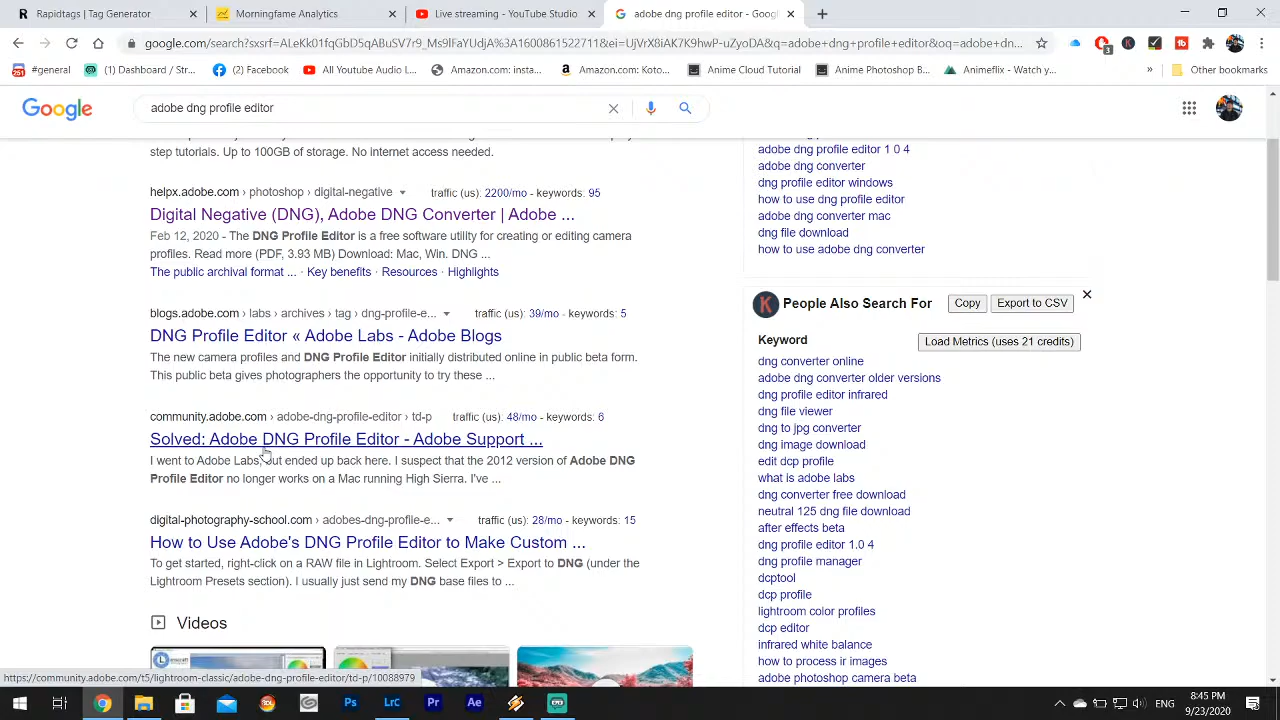 Rapidtags | Tag Generator
Morningfame Analytics
Live streaming - YouTube Studio
adobe dng profile editor - Goog
google.com/search?sxsrf=ALeKk01fqGbD5qABuSV7r9_Ms9lFeYUEaA%3A1600861522711&ei=UjVrX8iAK7K9hwP-uZyoDA&q=adobe+dng+profile+editor&oq=adobe+dn...
3
251
#general
(1) Dashboard / Str...
(2) Facebook
All Youtube Audio L...
Amazon.com: insta...
Amazon.com: Koto...
Anime Cloud Tutorial
Anime Photoshop B...
Animeflix - Watch y...
»
Other bookmarks
Google
adobe dng profile editor
step tutorials. Up to 100GB of storage. No internet access needed.
helpx.adobe.com › photoshop › digital-negative
traffic (us): 2200/mo - keywords: 95
Digital Negative (DNG), Adobe DNG Converter | Adobe ...
Feb 12, 2020 - The DNG Profile Editor is a free software utility for creating or editing camera
profiles. Read more (PDF, 3.93 MB) Download: Mac, Win. DNG ...
The public archival format ... · Key benefits · Resources · Highlights
blogs.adobe.com › labs › archives › tag › dng-profile-e...
traffic (us): 39/mo - keywords: 5
DNG Profile Editor « Adobe Labs - Adobe Blogs
The new camera profiles and DNG Profile Editor initially distributed online in public beta form.
This public beta gives photographers the opportunity to try these ...
community.adobe.com › adobe-dng-profile-editor › td-p
traffic (us): 48/mo - keywords: 6
Solved: Adobe DNG Profile Editor - Adobe Support ...
I went to Adobe Labs, but ended up back here. I suspect that the 2012 version of Adobe DNG
Profile Editor no longer works on a Mac running High Sierra. I've ...
digital-photography-school.com › adobes-dng-profile-e...
traffic (us): 28/mo - keywords: 15
How to Use Adobe's DNG Profile Editor to Make Custom ...
To get started, right-click on a RAW file in Lightroom. Select Export > Export to DNG (under the
Lightroom Presets section). I usually just send my DNG base files to ...
Videos
adobe dng profile editor 1 0 4
adobe dng converter
dng profile editor windows
how to use dng profile editor
adobe dng converter mac
dng file download
how to use adobe dng converter
K
People Also Search For
Copy
Export to CSV
Keyword
Load Metrics (uses 21 credits)
dng converter online
adobe dng converter older versions
dng profile editor infrared
dng file viewer
dng to jpg converter
dng image download
edit dcp profile
what is adobe labs
dng converter free download
neutral 125 dng file download
after effects beta
dng profile editor 1.0 4
dng profile manager
dcptool
dcp profile
lightroom color profiles
dcp editor
infrared white balance
how to process ir images
adobe photoshop camera beta
https://community.adobe.com/t5/lightroom-classic/adobe-dng-profile-editor/td-p/10088979
Ps
Lrc
Pr
Ae
ENG
8:45 PM
9/23/2020